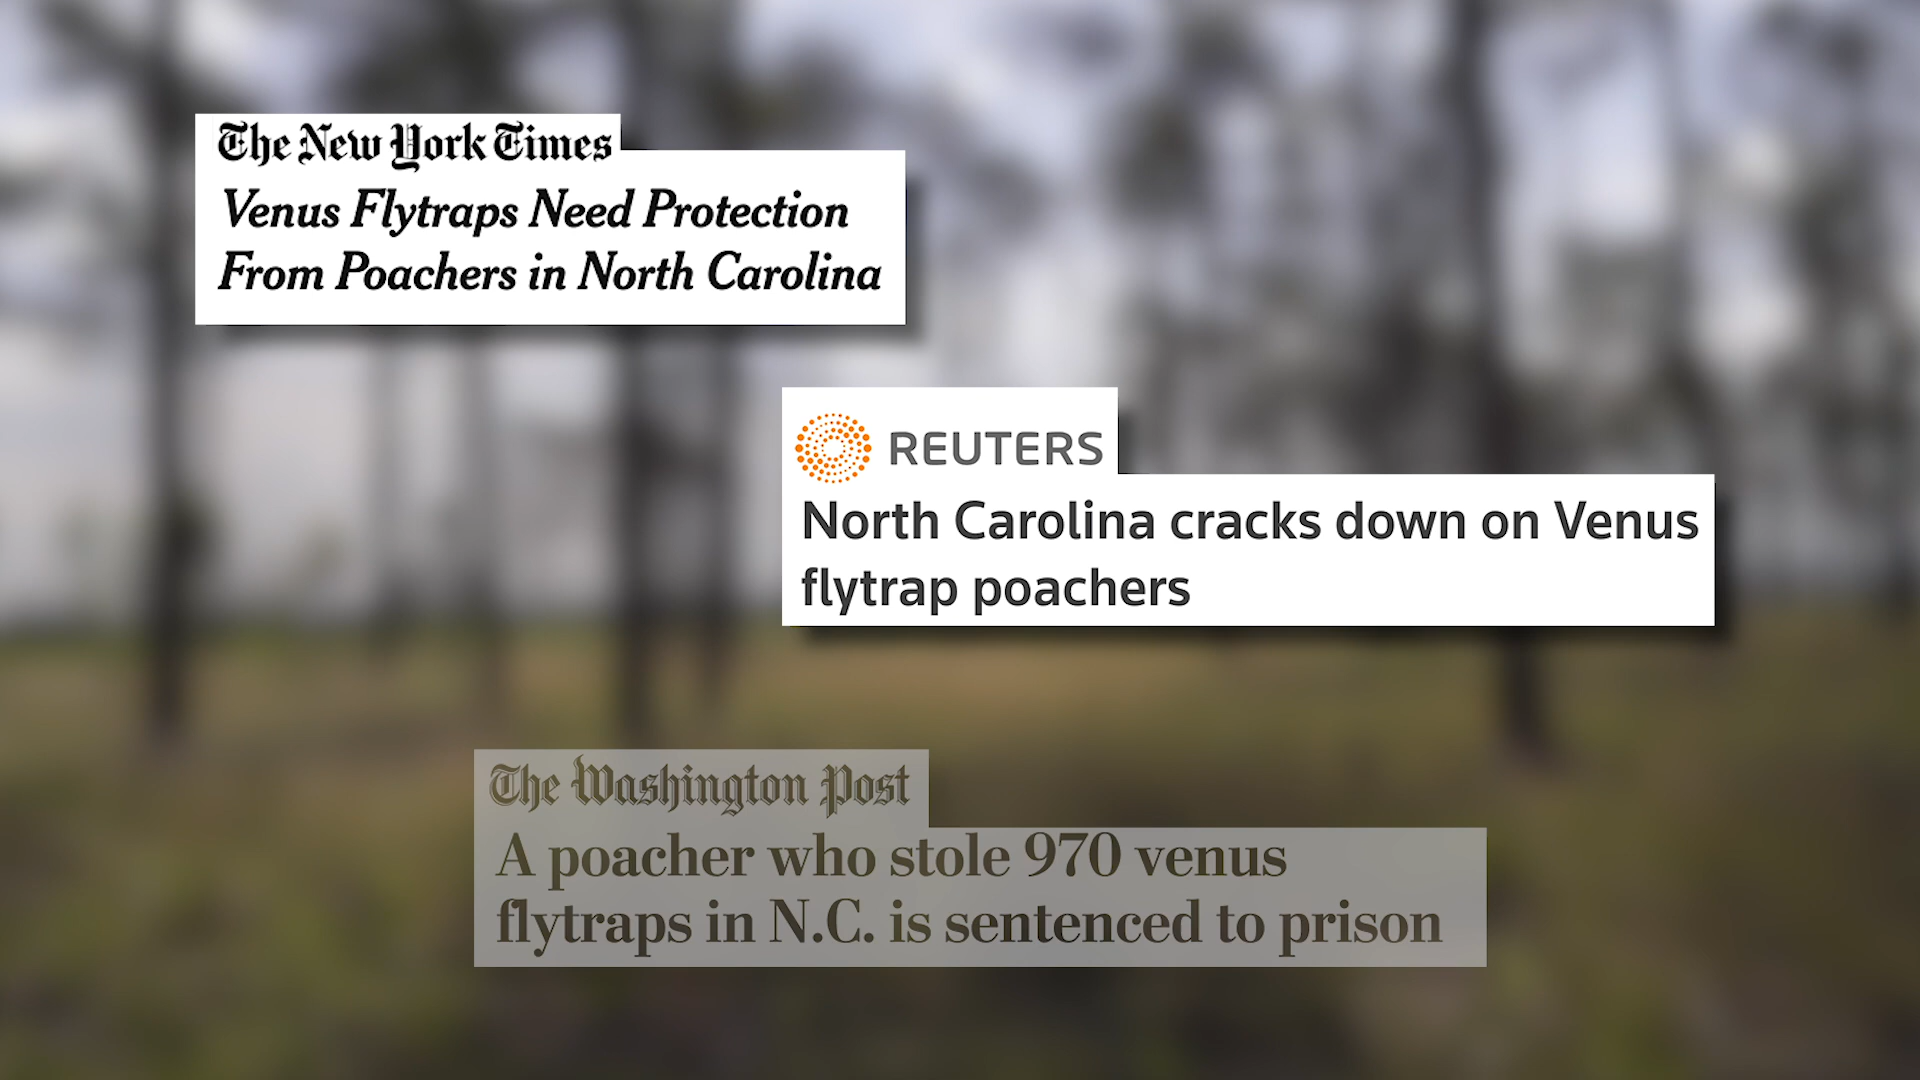 The New York Times
Venus Flytraps Need Protection
From Poachers in North Carolina
REUTERS
North Carolina cracks down on Venus
flytrap poachers
The Washington Post
A poacher who stole 970 venus
flytraps in N.C. is sentenced to prison